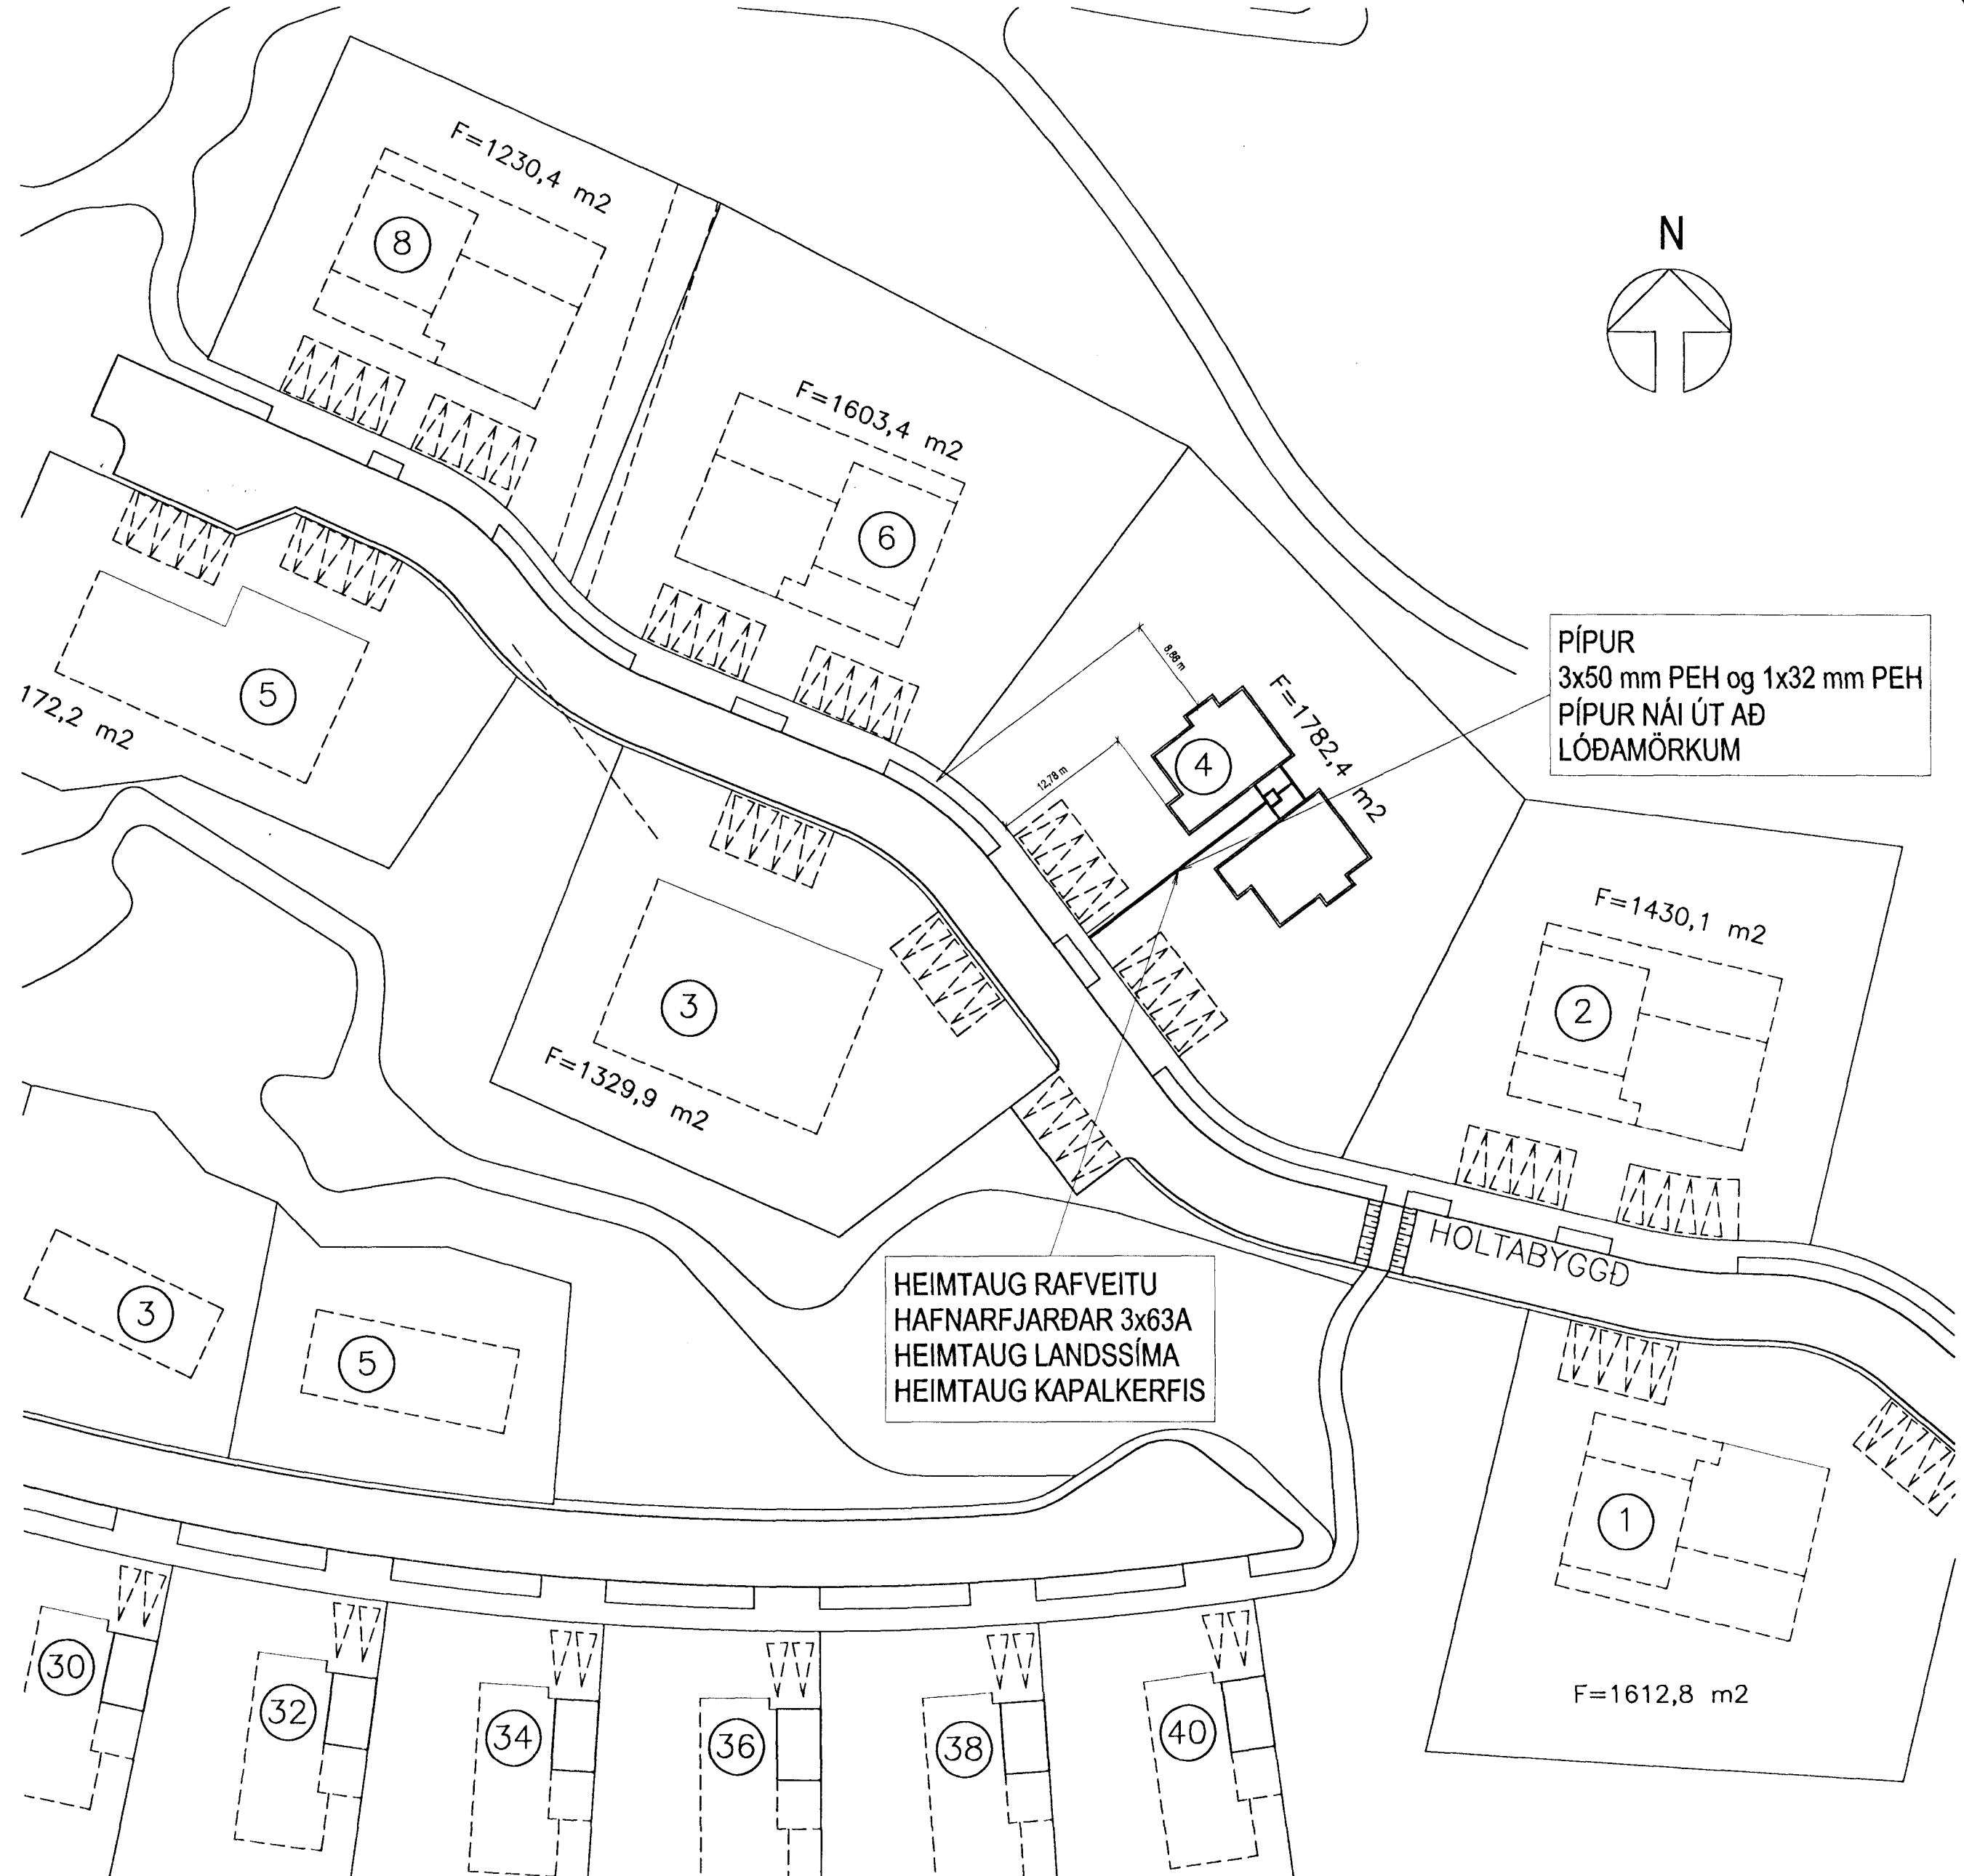 F=1230,4 m2
8
N
F=1603,4 m2
6
PÍPUR
3x50 mm PEH og 1x32 mm PEH
PÍPUR NÁI ÚT AÐ
LÓÐAMÖRKUM
8,86 m
F=1782,4 m2
4
12,78 m
5
172,2 m2
F=1430,1 m2
2
3
F=1329,9 m2
HOLTABYGGÐ
HEIMTAUG RAFVEITU
HAFNARFJARÐAR 3x63A
HEIMTAUG LANDSSÍMA
HEIMTAUG KAPALKERFIS
3
5
1
F=1612,8 m2
30
32
34
36
38
40